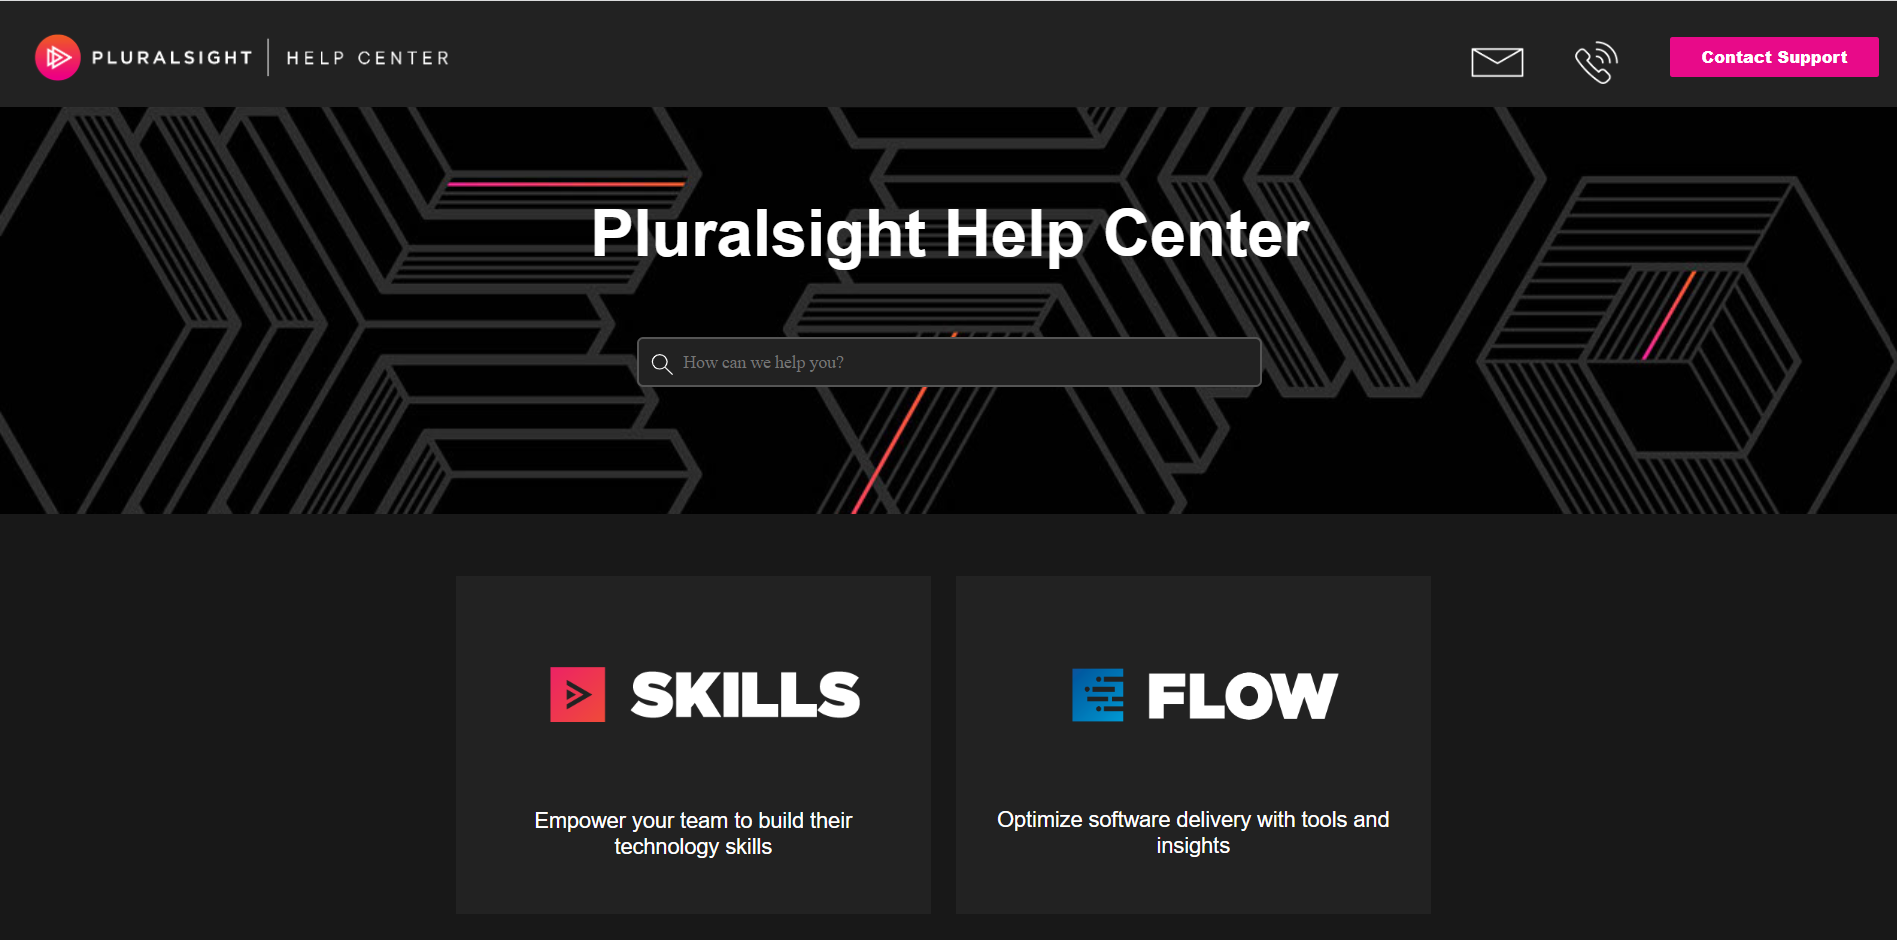 PLURALSIGHT | HELP CENTER
Contact Support
Pluralsight Help Center
How can we help you?
SKILLS
Empower your team to build their
technology skills
FLOW
Optimize software delivery with tools and
insights